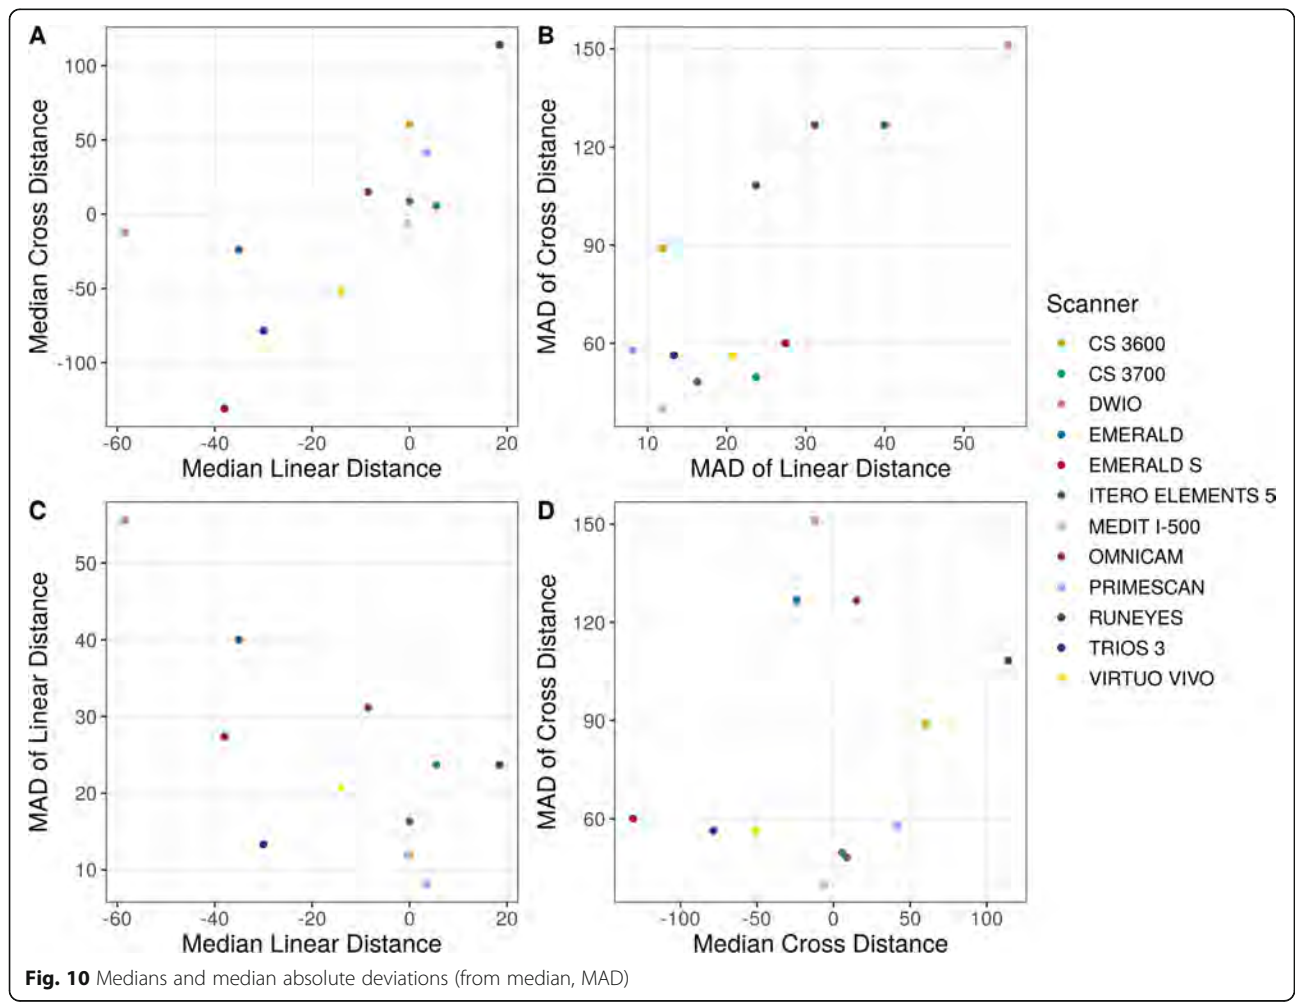 A
100
50
0
-50
-100
-60
-40
-20
0
20
Median Cross Distance
Median Linear Distance
B
150
120
90
60
10
20
30
40
50
MAD of Cross Distance
MAD of Linear Distance
C
50
40
30
20
10
-60
-40
-20
0
20
MAD of Linear Distance
Median Linear Distance
D
150
120
90
60
-100
-50
0
50
100
MAD of Cross Distance
Median Cross Distance
Scanner
CS 3600
CS 3700
DWIO
EMERALD
EMERALD S
ITERO ELEMENTS 5
MEDIT I-500
OMNICAM
PRIMESCAN
RUNEYES
TRIOS 3
VIRTUO VIVO
Fig. 10 Medians and median absolute deviations (from median, MAD)